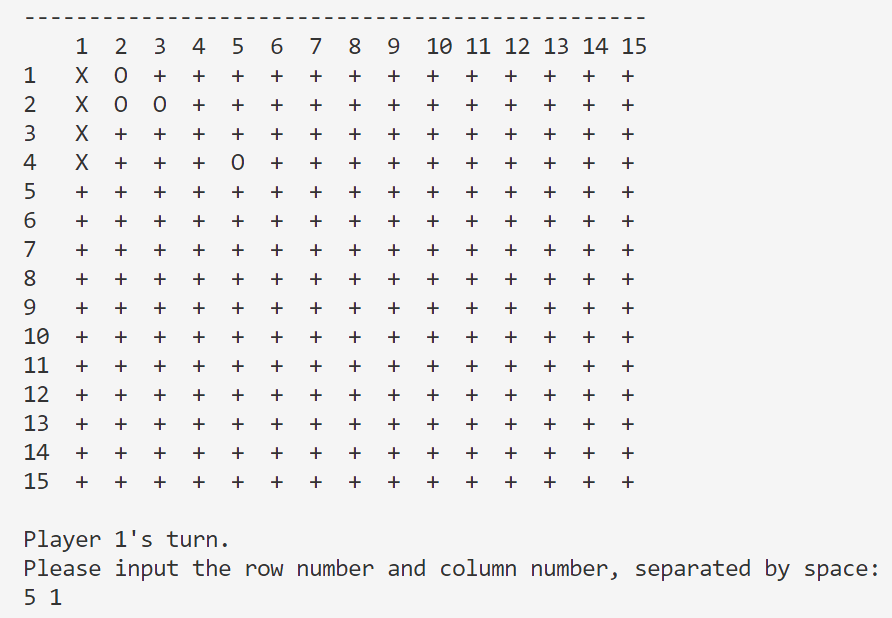 ------------------------------------------------
1 2 3 4 5 6 7 8 9 10 11 12 13 14 15
1 X O + + + + + + + + + + + + +
2 X O O + + + + + + + + + + + +
3 X + + + + + + + + + + + + + +
4 X + + + O + + + + + + + + + +
5 + + + + + + + + + + + + + + +
6 + + + + + + + + + + + + + + +
7 + + + + + + + + + + + + + + +
8 + + + + + + + + + + + + + + +
9 + + + + + + + + + + + + + + +
10 + + + + + + + + + + + + + + +
11 + + + + + + + + + + + + + + +
12 + + + + + + + + + + + + + + +
13 + + + + + + + + + + + + + + +
14 + + + + + + + + + + + + + + +
15 + + + + + + + + + + + + + + +
Player 1's turn.
Please input the row number and column number, separated by space:
5 1